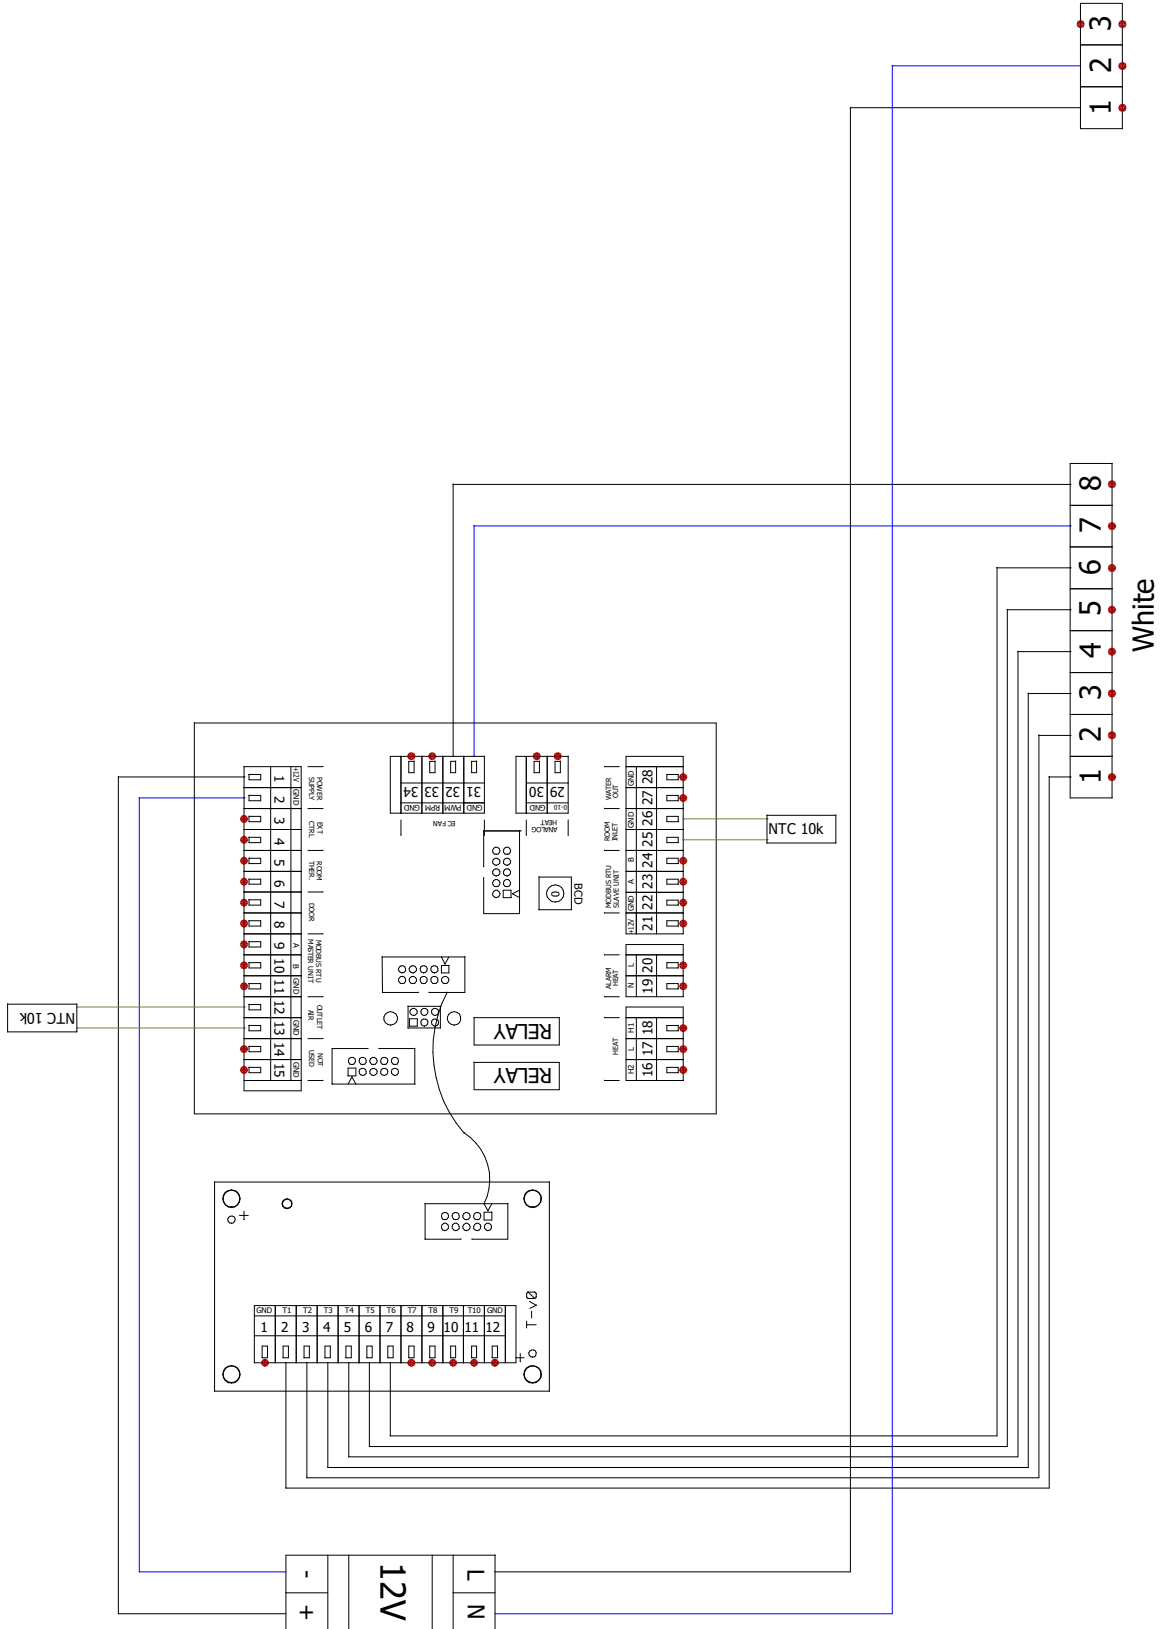 3
2
1
8
7
6
5
4
3
2
1
White
34 33 32 31
GND RPM PWM GND
EC FAN
30 29
GND 0-10
ANALOG
HEAT
BCD
0
1 +12V
2 GND
POWER
SUPPLY
3
4
EXT
CTRL
5
6
ROOM
THER.
7
8
DOOR
9 A
10 B
11 GND
MODBUS RTU
MASTER UNIT
12
13 GND
OUTLET
AIR
14
15 GND
NOT
USED
NTC 10k
GND 28
27
WATER
OUT
GND 26
25
ROOM
INLET
NTC 10k
B 24
A 23
GND 22
+12V 21
MODBUS RTU
SLAVE UNIT
L 20
N 19
ALARM
HEAT
H1 18
L 17
H2 16
HEAT
RELAY
RELAY
+
T-v0
+
GND T1 T2 T3 T4 T5 T6 T7 T8 T9 T10 GND
1 2 3 4 5 6 7 8 9 10 11 12
- 12V L
+ N